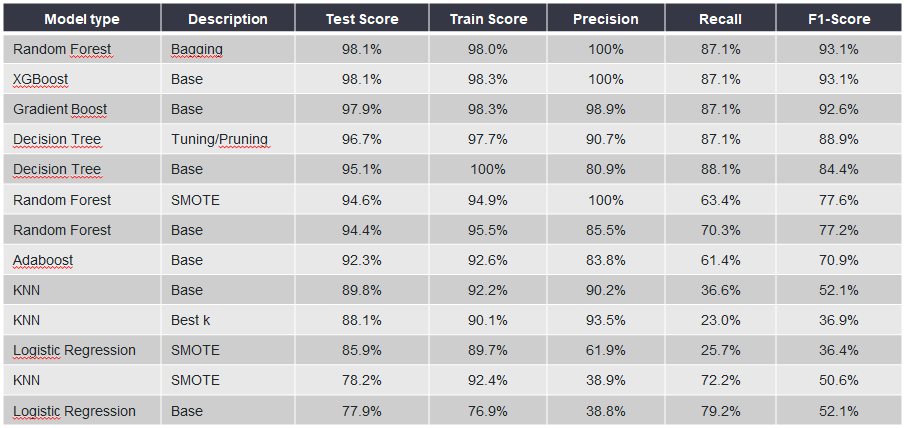 Model type Description Test Score Train Score Precision Recall F1-Score
Random Forest Bagging 98.1% 98.0% 100% 87.1% 93.1%
XGBoost Base 98.1% 98.3% 100% 87.1% 93.1%
Gradient Boost Base 97.9% 98.3% 98.9% 87.1% 92.6%
Decision Tree Tuning/Pruning 96.7% 97.7% 90.7% 87.1% 88.9%
Decision Tree Base 95.1% 100% 80.9% 88.1% 84.4%
Random Forest SMOTE 94.6% 94.9% 100% 63.4% 77.6%
Random Forest Base 94.4% 95.5% 85.5% 70.3% 77.2%
Adaboost Base 92.3% 92.6% 83.8% 61.4% 70.9%
KNN Base 89.8% 92.2% 90.2% 36.6% 52.1%
KNN Best k 88.1% 90.1% 93.5% 23.0% 36.9%
Logistic Regression SMOTE 85.9% 89.7% 61.9% 25.7% 36.4%
KNN SMOTE 78.2% 92.4% 38.9% 72.2% 50.6%
Logistic Regression Base 77.9% 76.9% 38.8% 79.2% 52.1%